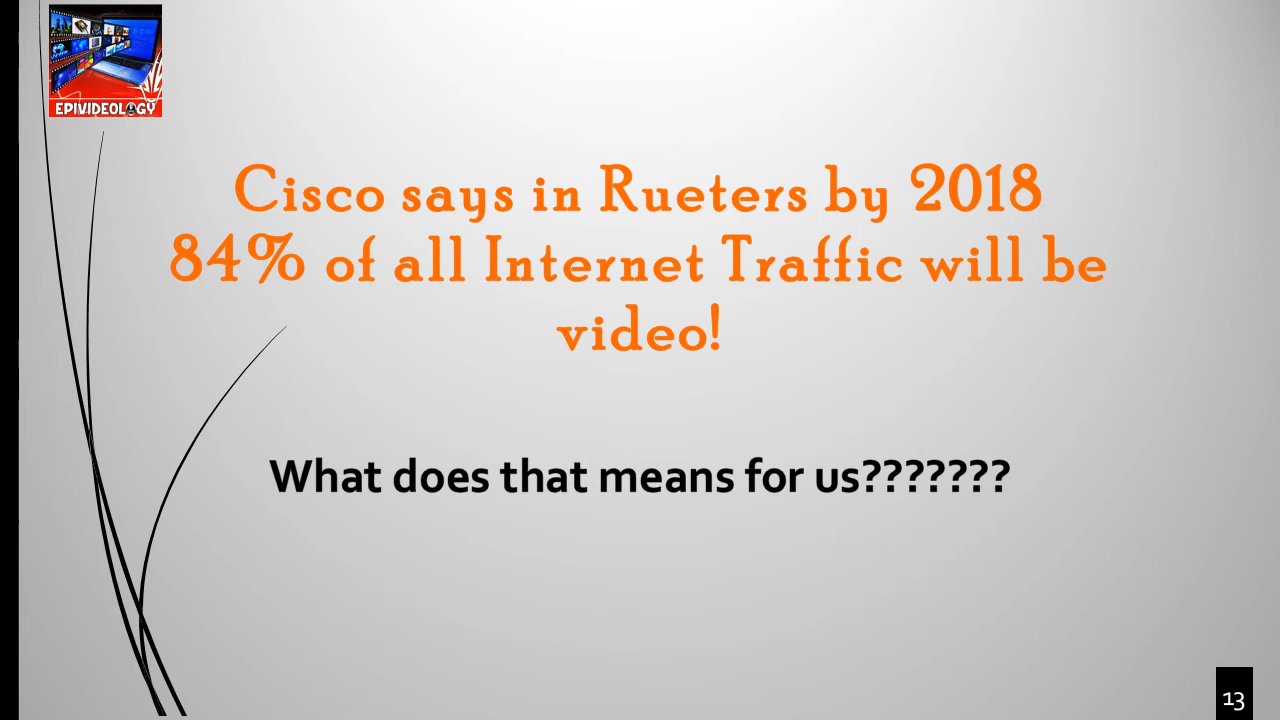 EPIVIDEOLOGY
Cisco says in Rueters by 2018
84% of all Internet Traffic will be
video!
What does that means for us???????
13